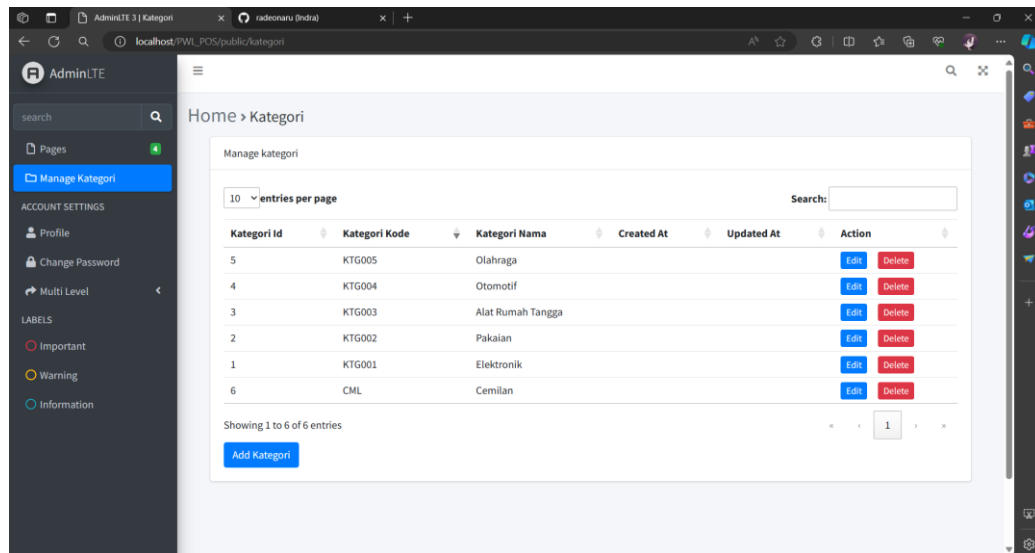 AdminLTE 3 | Kategori
radeonaru (Indra)
localhost/PWL_POS/public/kategori
AdminLTE
search
Home › Kategori
Pages 4
Manage kategori
Manage Kategori
10 entries per page Search:
ACCOUNT SETTINGS
Kategori Id Kategori Kode Kategori Nama Created At Updated At Action
Profile
5 KTG005 Olahraga Edit Delete
Change Password
4 KTG004 Otomotif Edit Delete
Multi Level
3 KTG003 Alat Rumah Tangga Edit Delete
LABELS
2 KTG002 Pakaian Edit Delete
Important
1 KTG001 Elektronik Edit Delete
Warning
6 CML Cemilan Edit Delete
Information
Showing 1 to 6 of 6 entries « ‹ 1 › »
Add Kategori